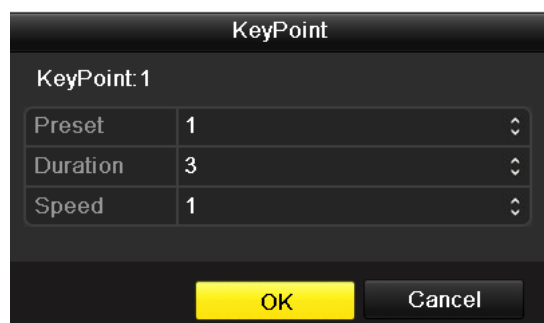 KeyPoint
KeyPoint:1
Preset 1
Duration 3
Speed 1
OK Cancel